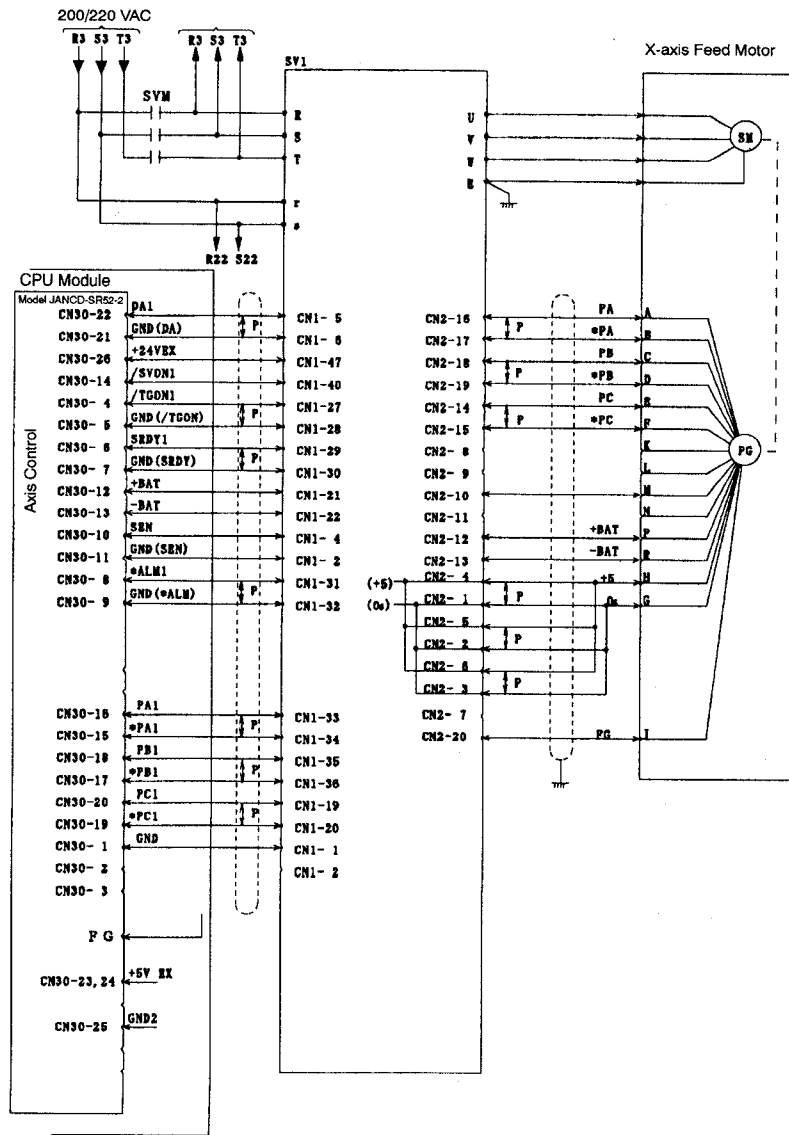 200/220 VAC
R3 S3 T3
R3 S3 T3
X-axis Feed Motor
SV1
SVM
R
S
T
r
s
R22 S22
U
V
W
E
SM
CPU Module
Model JANCD-SR52-2
Axis Control
CN30-22 DA1 P CN1- 5
CN30-21 GND(DA) CN1- 6
CN30-26 +24VEX CN1-47
CN30-14 /SVON1 CN1-40
CN30- 4 /TGON1 P CN1-27
CN30- 5 GND(/TGON) CN1-28
CN30- 6 SRDY1 P CN1-29
CN30- 7 GND(SRDY) CN1-30
CN30-12 +BAT CN1-21
CN30-13 -BAT CN1-22
CN30-10 SEN CN1- 4
CN30-11 GND(SEN) CN1- 2
CN30- 8 *ALM1 P CN1-31
CN30- 9 GND(*ALM) CN1-32
CN30-16 PA1 P CN1-33
CN30-15 *PA1 CN1-34
CN30-18 PB1 P CN1-35
CN30-17 *PB1 CN1-36
CN30-20 PC1 P CN1-19
CN30-19 *PC1 CN1-20
CN30- 1 GND CN1- 1
CN30- 2 CN1- 2
CN30- 3
FG
CN30-23,24 +5V EX
CN30-25 GND2
CN2-16 P PA A
CN2-17 *PA B
CN2-18 P PB C
CN2-19 *PB D
CN2-14 P PC E
CN2-15 *PC F
CN2- 8 K
CN2- 9 L
CN2-10 M
CN2-11 N
CN2-12 +BAT P
CN2-13 -BAT R
(+5) CN2- 4 P +5 H
(0s) CN2- 1 0s G
CN2- 5 P
CN2- 2
CN2- 6 P
CN2- 3
CN2- 7
CN2-20 FG I
PG